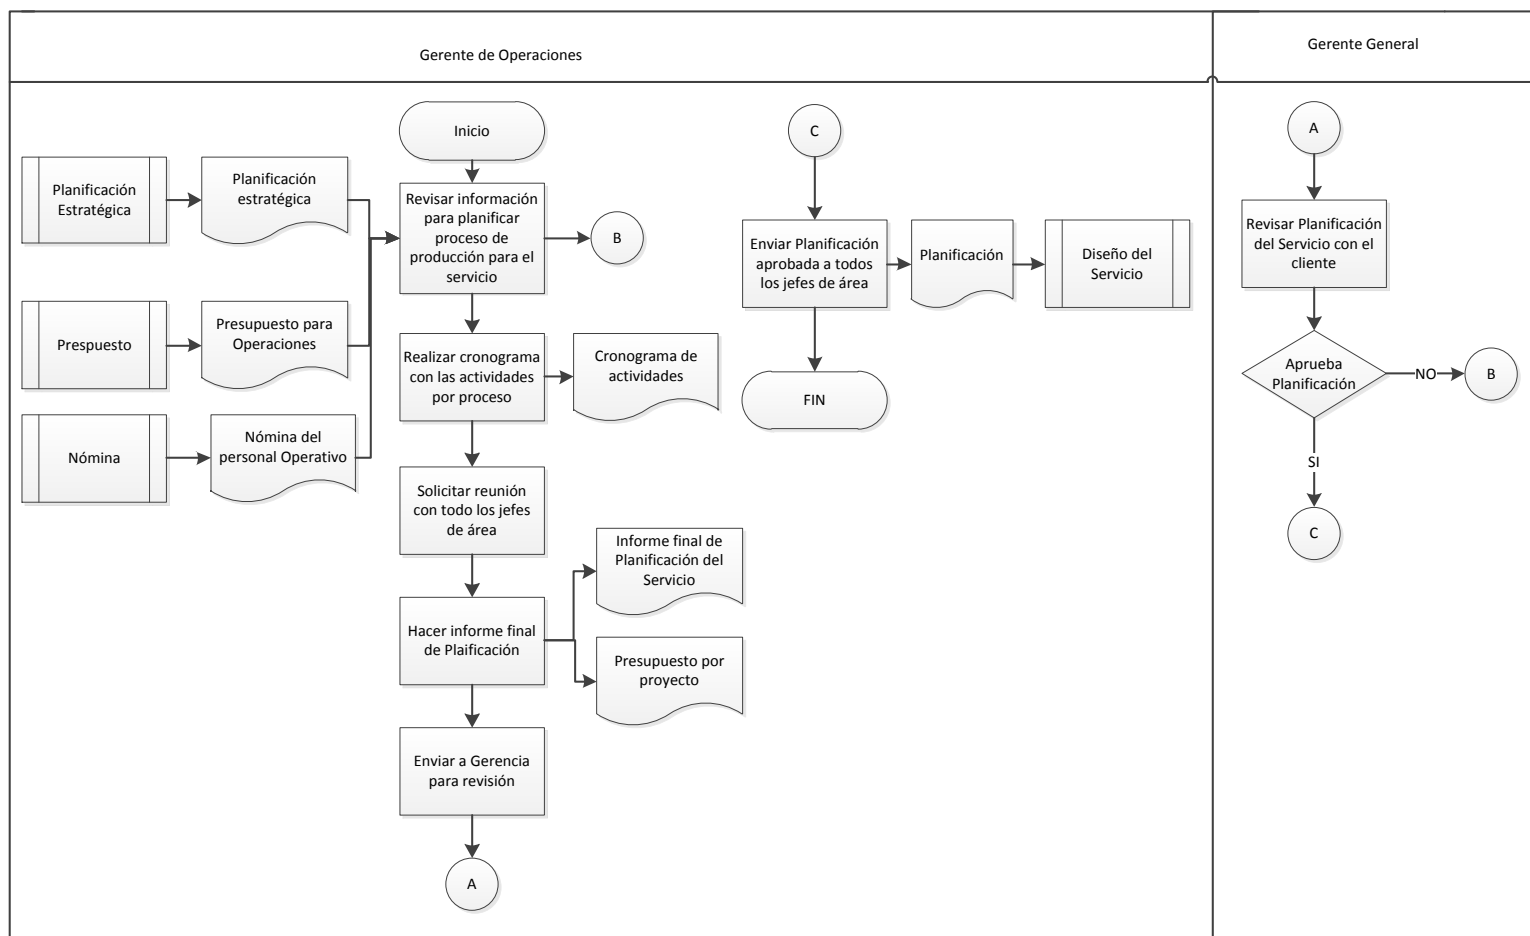 Gerente de Operaciones
Gerente General
Inicio
Planificación
Estratégica
Planificación
estratégica
Revisar información
para planificar
proceso de
producción para el
servicio
B
Prespuesto
Presupuesto para
Operaciones
Realizar cronograma
con las actividades
por proceso
Cronograma de
actividades
Nómina
Nómina del
personal Operativo
Solicitar reunión
con todo los jefes
de área
Hacer informe final
de Plaificación
Informe final de
Planificación del
Servicio
Presupuesto por
proyecto
Enviar a Gerencia
para revisión
A
C
Enviar Planificación
aprobada a todos
los jefes de área
Planificación
Diseño del
Servicio
FIN
A
Revisar Planificación
del Servicio con el
cliente
Aprueba
Planificación
NO
B
SI
C